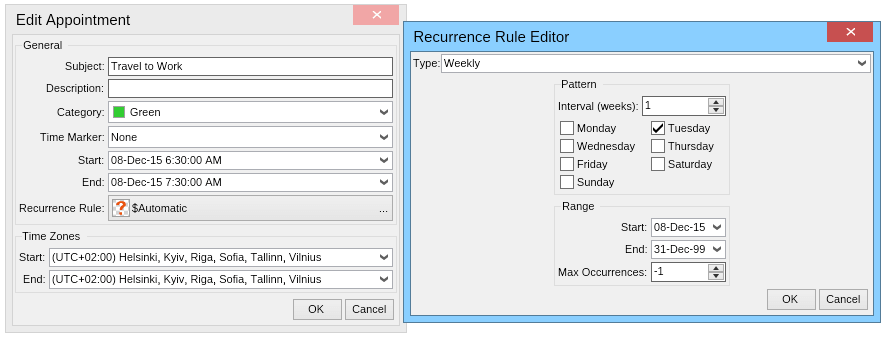 Edit Appointment
General
Subject: Travel to Work
Description:
Category: Green
Time Marker: None
Start: 08-Dec-15 6:30:00 AM
End: 08-Dec-15 7:30:00 AM
Recurrence Rule: $Automatic ...
Time Zones
Start: (UTC+02:00) Helsinki, Kyiv, Riga, Sofia, Tallinn, Vilnius
End: (UTC+02:00) Helsinki, Kyiv, Riga, Sofia, Tallinn, Vilnius
OK Cancel
Recurrence Rule Editor
Type: Weekly
Pattern
Interval (weeks): 1
Monday Tuesday
Wednesday Thursday
Friday Saturday
Sunday
Range
Start: 08-Dec-15
End: 31-Dec-99
Max Occurrences: -1
OK Cancel